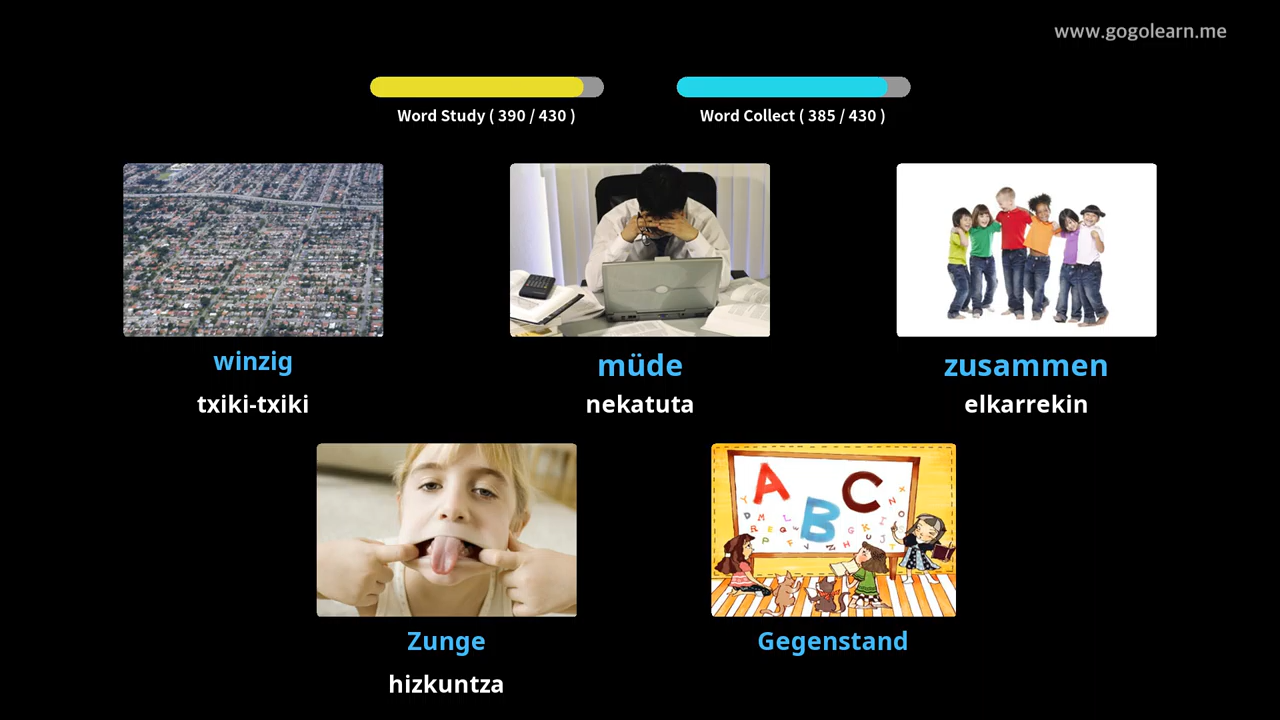 www.gogolearn.me
Word Study ( 390 / 430 )
Word Collect ( 385 / 430 )
winzig
müde
zusammen
txiki-txiki
nekatuta
elkarrekin
A B C
Zunge
Gegenstand
hizkuntza